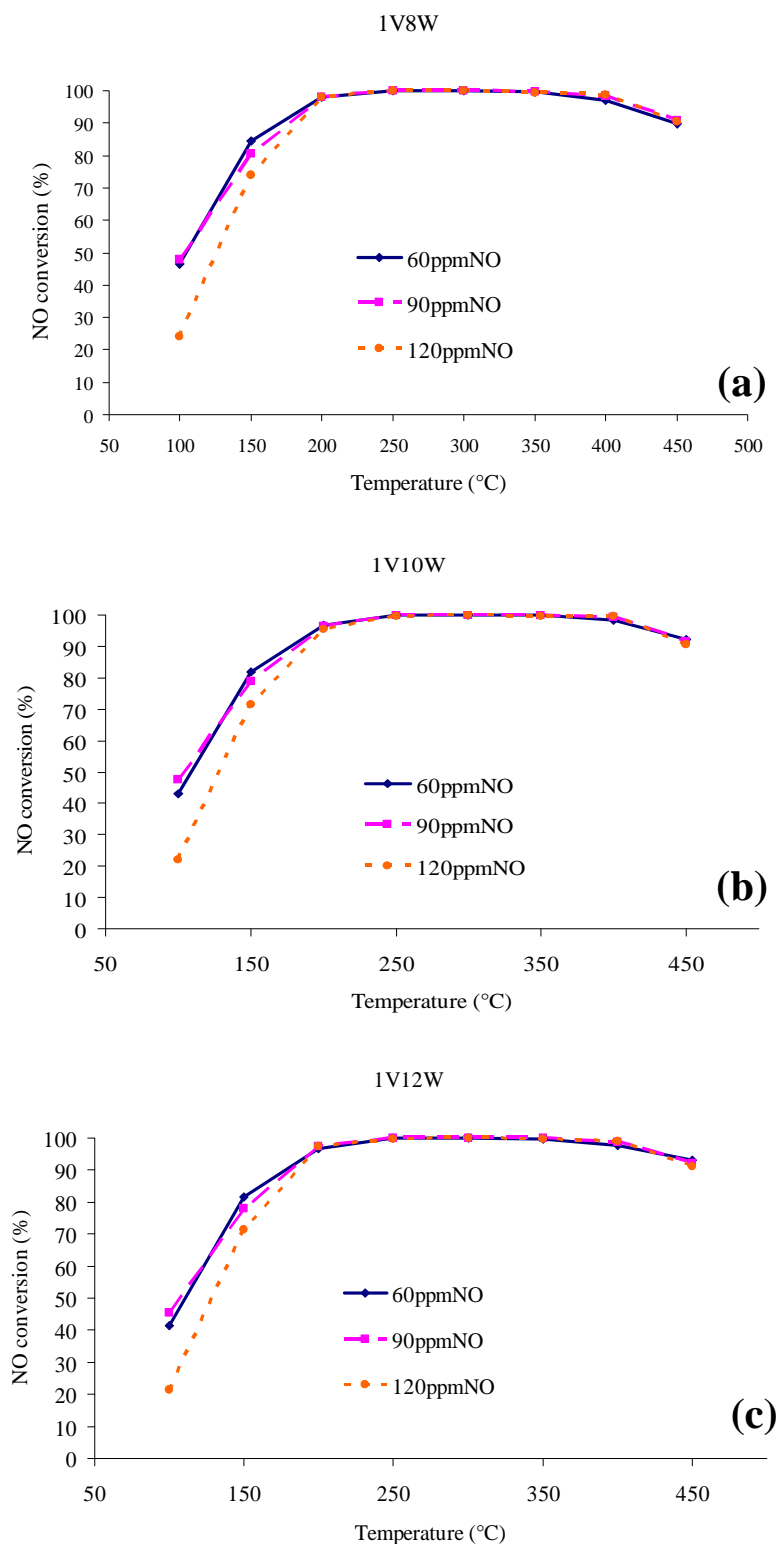 1V8W
100
90
80
70
60
50
40
30
20
10
0
NO conversion (%)
60ppmNO
90ppmNO
120ppmNO
(a)
50 100 150 200 250 300 350 400 450 500
Temperature (°C)
1V10W
100
90
80
70
60
50
40
30
20
10
0
NO conversion (%)
60ppmNO
90ppmNO
120ppmNO
(b)
50 150 250 350 450
Temperature (°C)
1V12W
100
90
80
70
60
50
40
30
20
10
0
NO conversion (%)
60ppmNO
90ppmNO
120ppmNO
(c)
50 150 250 350 450
Temperature (°C)